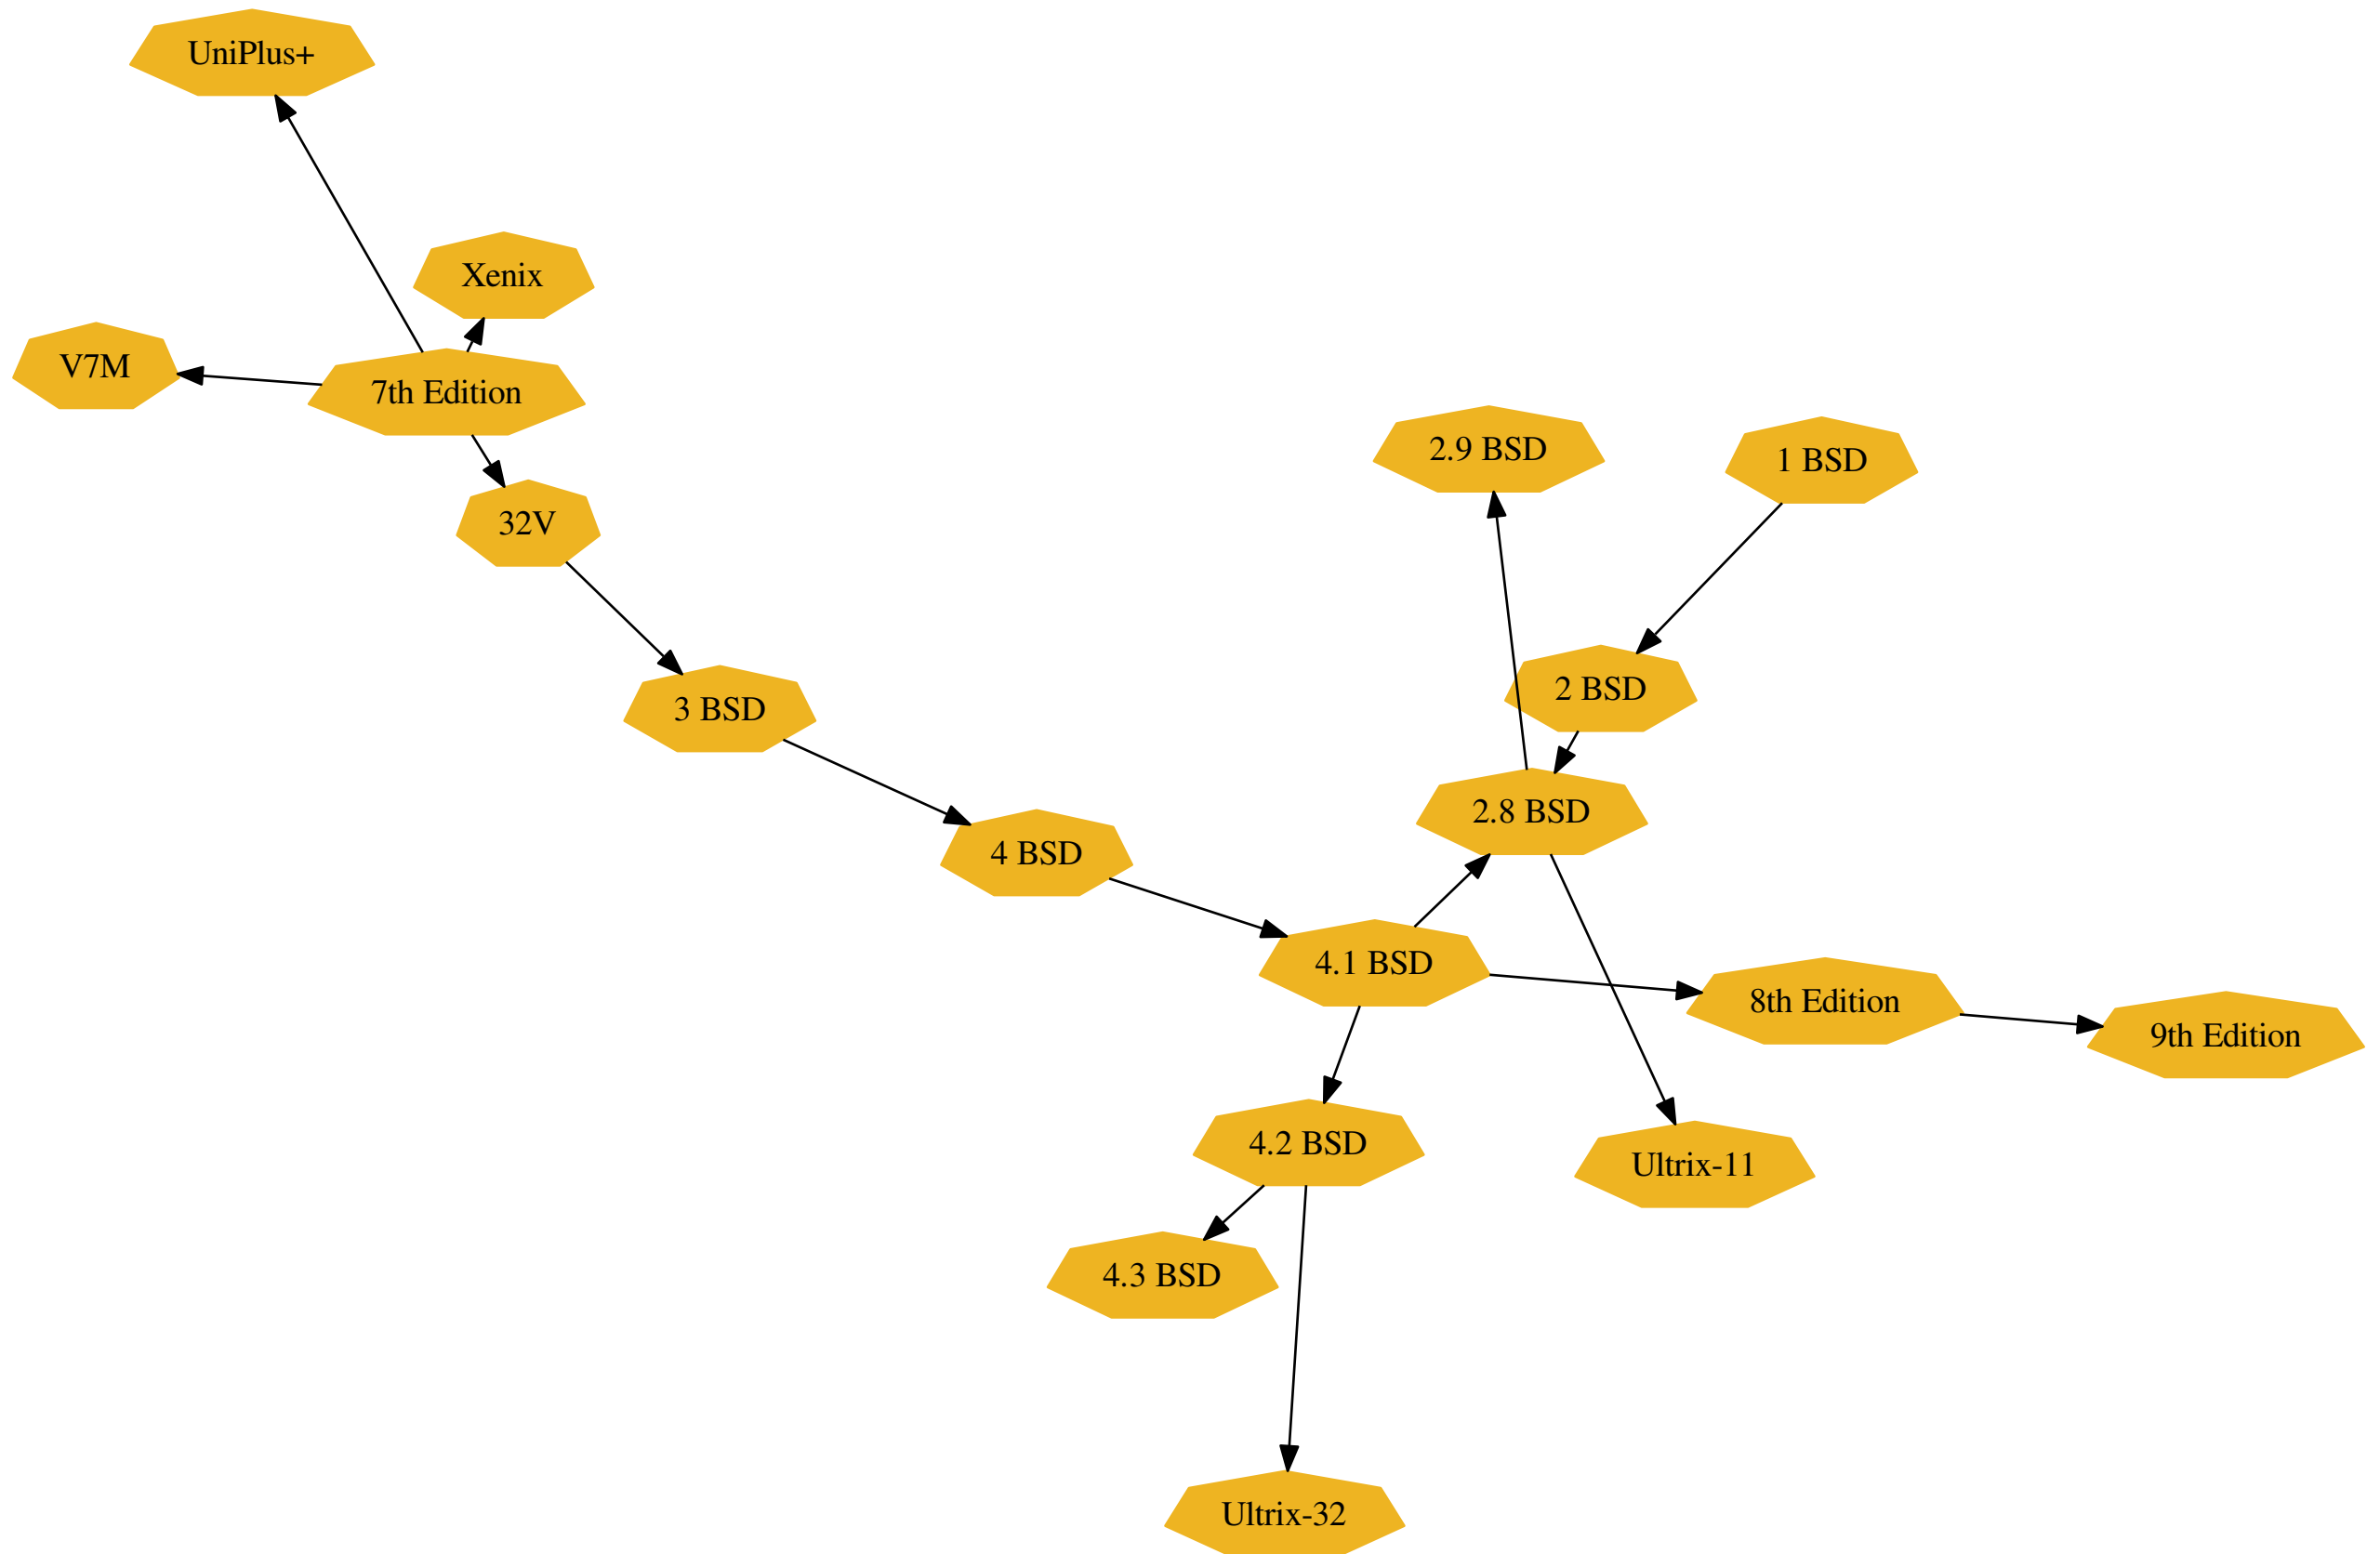 UniPlus+
Xenix
V7M
7th Edition
2.9 BSD
1 BSD
32V
2 BSD
3 BSD
2.8 BSD
4 BSD
4.1 BSD
8th Edition
9th Edition
4.2 BSD
Ultrix-11
4.3 BSD
Ultrix-32